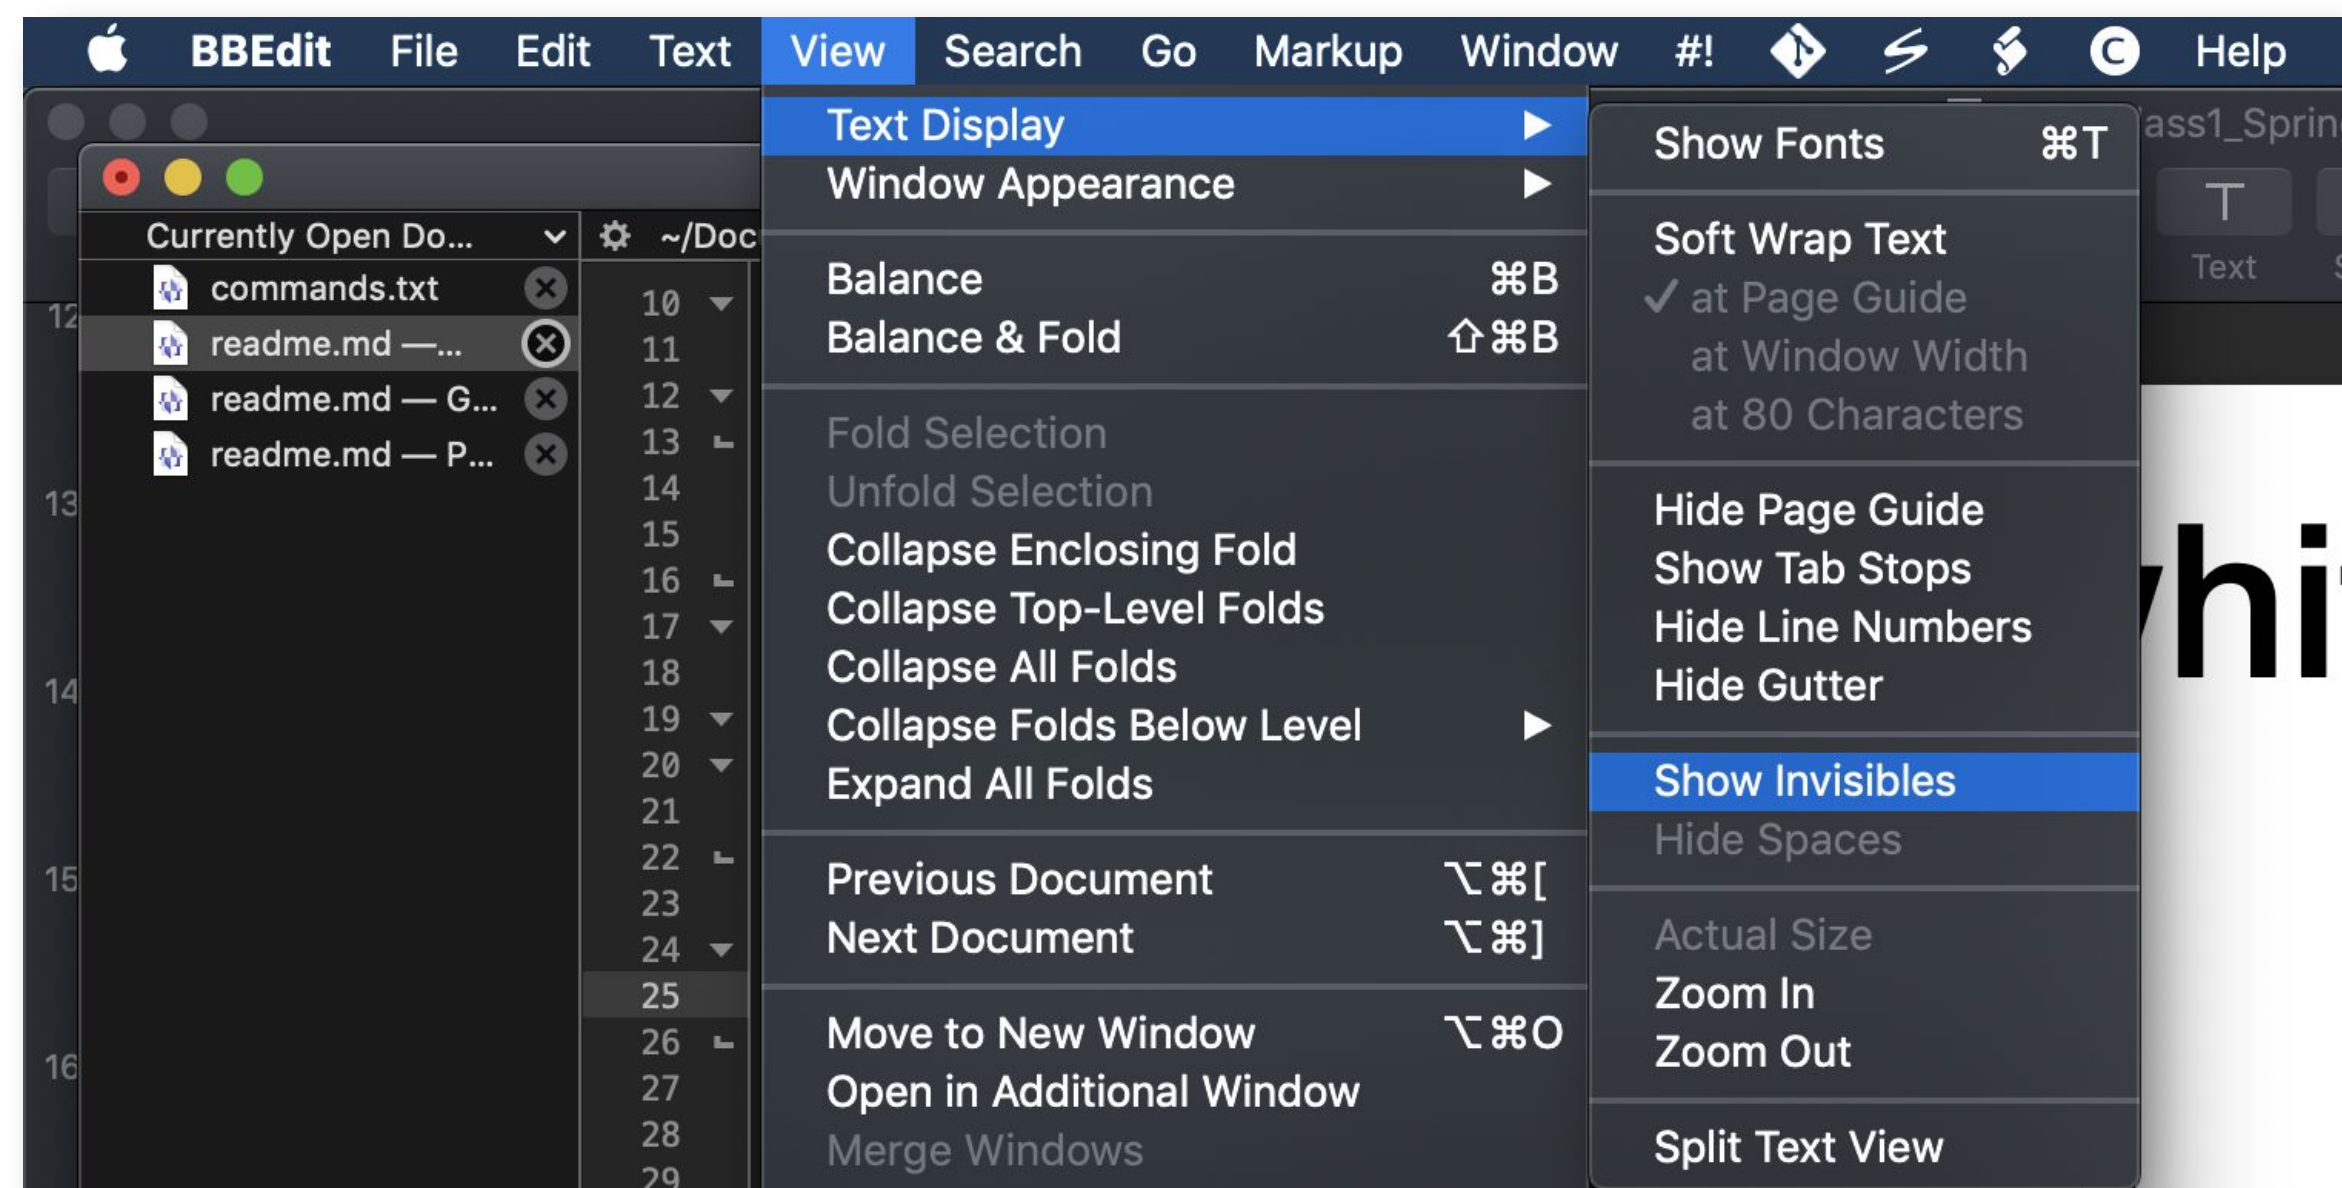 BBEdit File Edit Text View Search Go Markup Window #! Help
ass1_Sprin
Text
Currently Open Do...
commands.txt
readme.md —...
readme.md — G...
readme.md — P...
~/Doc
12
13
14
15
16
10
11
12
13
14
15
16
17
18
19
20
21
22
23
24
25
26
27
28
29
Text Display
Window Appearance
Balance ⌘B
Balance & Fold ⇧⌘B
Fold Selection
Unfold Selection
Collapse Enclosing Fold
Collapse Top-Level Folds
Collapse All Folds
Collapse Folds Below Level
Expand All Folds
Previous Document ⌥⌘[
Next Document ⌥⌘]
Move to New Window ⌥⌘O
Open in Additional Window
Merge Windows
Show Fonts ⌘T
Soft Wrap Text
✓ at Page Guide
at Window Width
at 80 Characters
Hide Page Guide
Show Tab Stops
Hide Line Numbers
Hide Gutter
Show Invisibles
Hide Spaces
Actual Size
Zoom In
Zoom Out
Split Text View